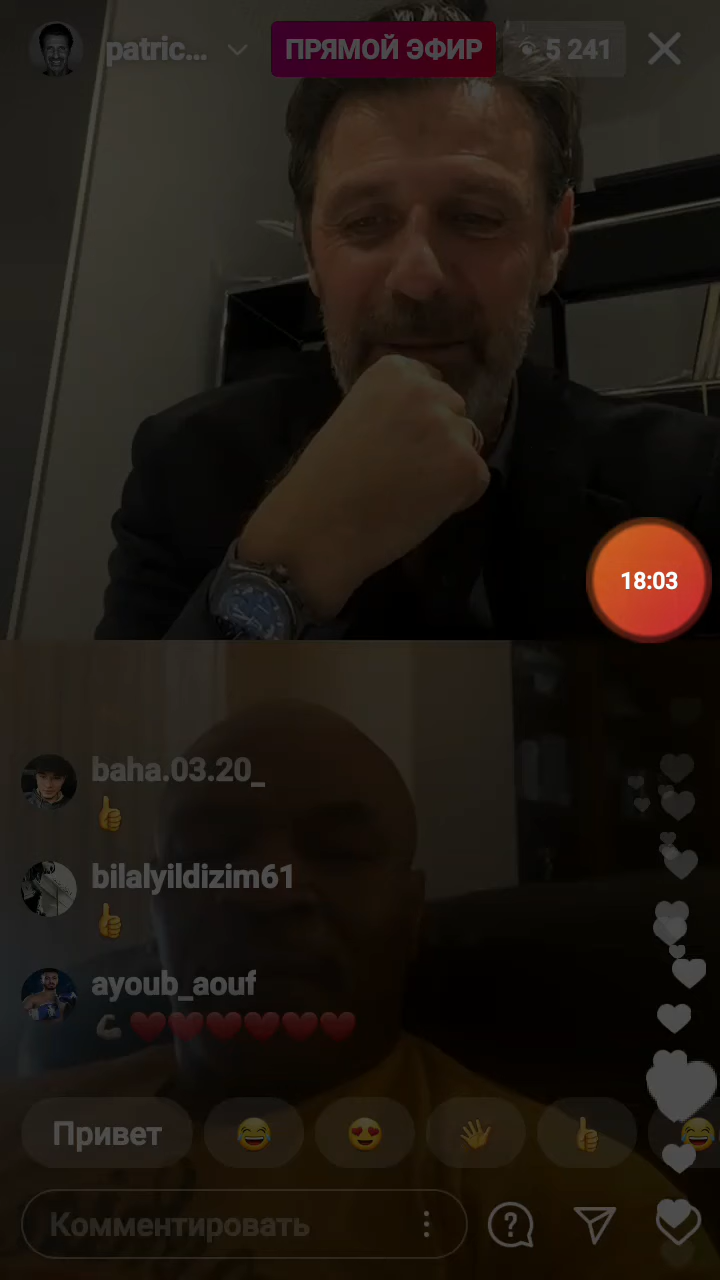 patric...
ПРЯМОЙ ЭФИР
5 241
18:03
baha.03.20_
👍
bilalyildizim61
👍
ayoub_aouf
💪❤️❤️❤️❤️❤️❤️
Привет 😂 😍 👋 👍 😂
Комментировать